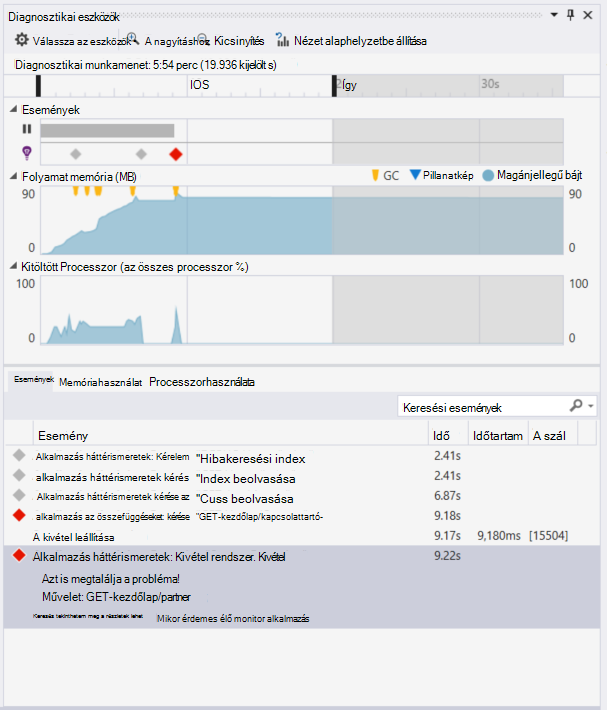 Diagnosztikai eszközök
Válassza az eszközök A nagyításhoz Kicsinyítés Nézet alaphelyzetbe állítása
Diagnosztikai munkamenet: 5:54 perc (19.936 kijelölt s)
IOS Így 30s
Események
Folyamat memória (MB) GC Pillanatkép Magánjellegű bájt
90 90
0 0
Kitöltött Processzor (az összes processzor %)
100 100
0 0
Események Memóriahasználat Processzorhasználata
Keresési események
Esemény Idő Időtartam A szál
Alkalmazás háttérismeretek: Kérelem "Hibakeresési index 2.41s
alkalmazás háttérismeretek kérés "Index beolvasása 2.41s
Alkalmazás háttérismeretek kérése az "Cuss beolvasása 6.87s
alkalmazás az összefüggéseket: kérése "GET-kezdőlap/kapcsolattartó- 9.18s
A kivétel leállítása 9.17s 9,180ms [15504]
Alkalmazás háttérismeretek: Kivétel rendszer. Kivétel 9.22s
Azt is megtalálja a probléma!
Művelet: GET-kezdőlap/partner
Keresés tekinthetem meg a részletek lehet Mikor érdemes élő monitor alkalmazás